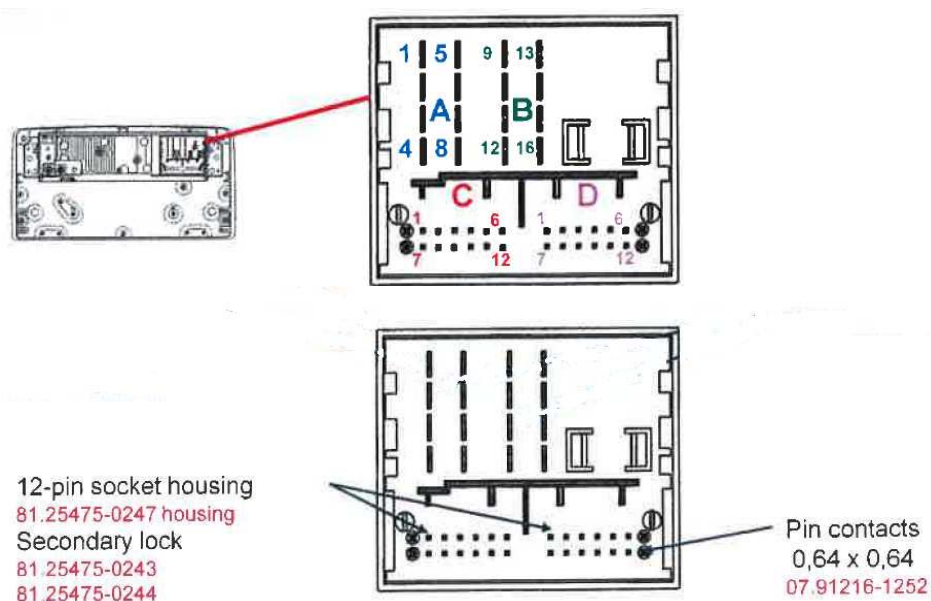 1 5 9 13
A B
4 8 12 16
C D
1 6 1 6
7 12 7 12
12-pin socket housing
81.25475-0247 housing
Secondary lock
81.25475-0243
81.25475-0244
Pin contacts
0,64 x 0,64
07.91216-1252